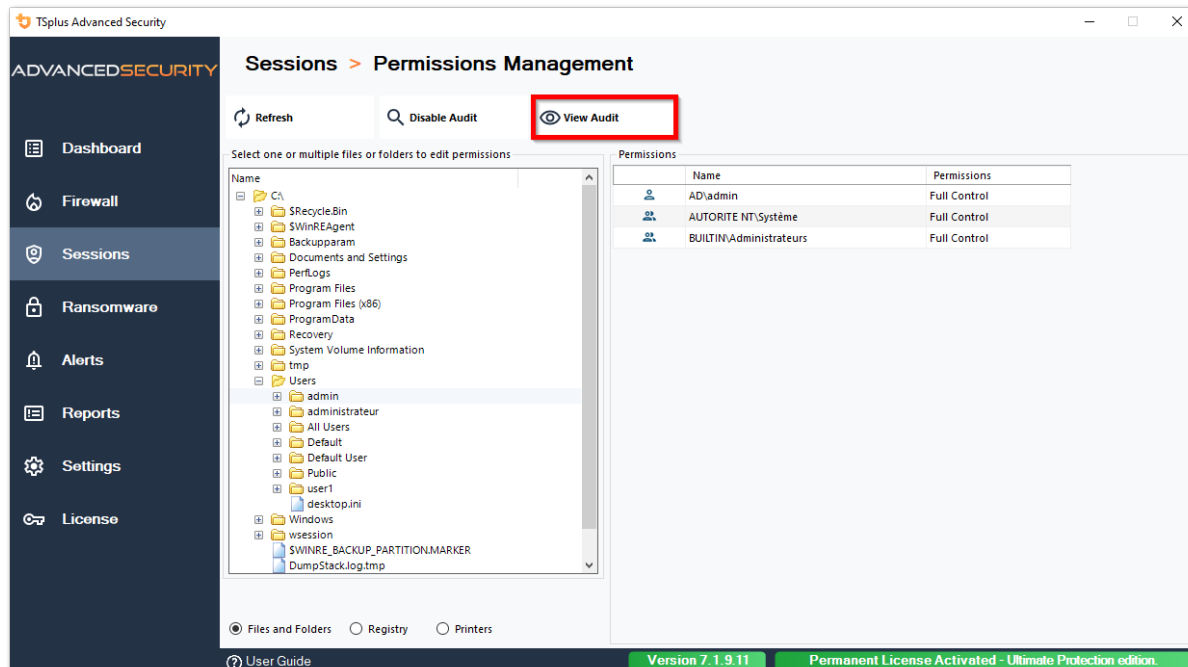 TSplus Advanced Security
ADVANCEDSECURITY
Sessions > Permissions Management
Refresh
Disable Audit
View Audit
Dashboard
Firewall
Sessions
Ransomware
Alerts
Reports
Settings
License
Select one or multiple files or folders to edit permissions
Name
C:\
$Recycle.Bin
$WinREAgent
Backupparam
Documents and Settings
PerfLogs
Program Files
Program Files (x86)
ProgramData
Recovery
System Volume Information
tmp
Users
admin
administrateur
All Users
Default
Default User
Public
user1
desktop.ini
Windows
wsession
$WINRE_BACKUP_PARTITION.MARKER
DumpStack.log.tmp
Files and Folders
Registry
Printers
Permissions
Name Permissions
AD\admin Full Control
AUTORITE NT\Système Full Control
BUILTIN\Administrateurs Full Control
User Guide
Version 7.1.9.11
Permanent License Activated - Ultimate Protection edition.